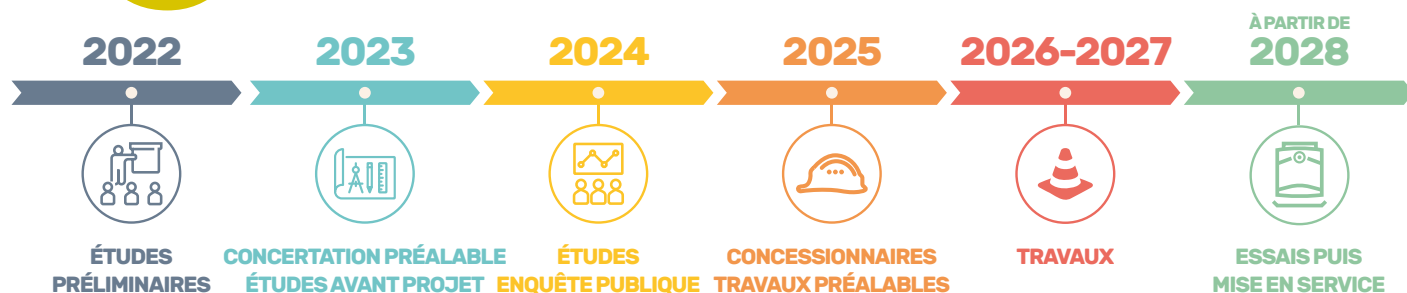 2022
ÉTUDES
PRÉLIMINAIRES
2023
CONCERTATION PRÉALABLE
ÉTUDES AVANT PROJET
2024
ÉTUDES
ENQUÊTE PUBLIQUE
2025
CONCESSIONNAIRES
TRAVAUX PRÉALABLES
2026-2027
TRAVAUX
À PARTIR DE
2028
ESSAIS PUIS
MISE EN SERVICE